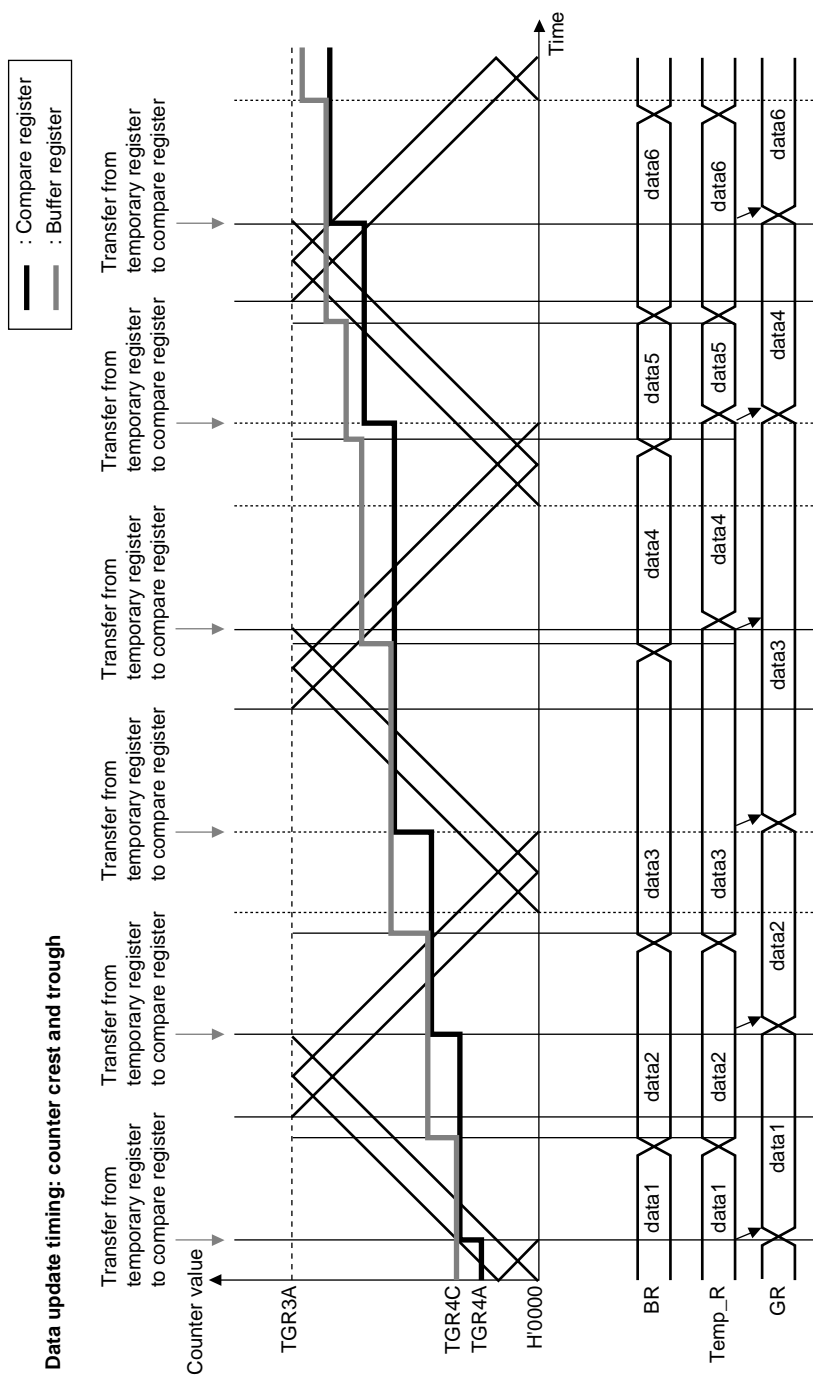 Data update timing: counter crest and trough
: Compare register
: Buffer register
Transfer from
temporary register
to compare register
Transfer from
temporary register
to compare register
Transfer from
temporary register
to compare register
Transfer from
temporary register
to compare register
Transfer from
temporary register
to compare register
Transfer from
temporary register
to compare register
Counter value
TGR3A
TGR4C
TGR4A
H'0000
Time
BR
data1
data2
data3
data4
data5
data6
Temp_R
data1
data2
data3
data4
data5
data6
GR
data1
data2
data3
data4
data6